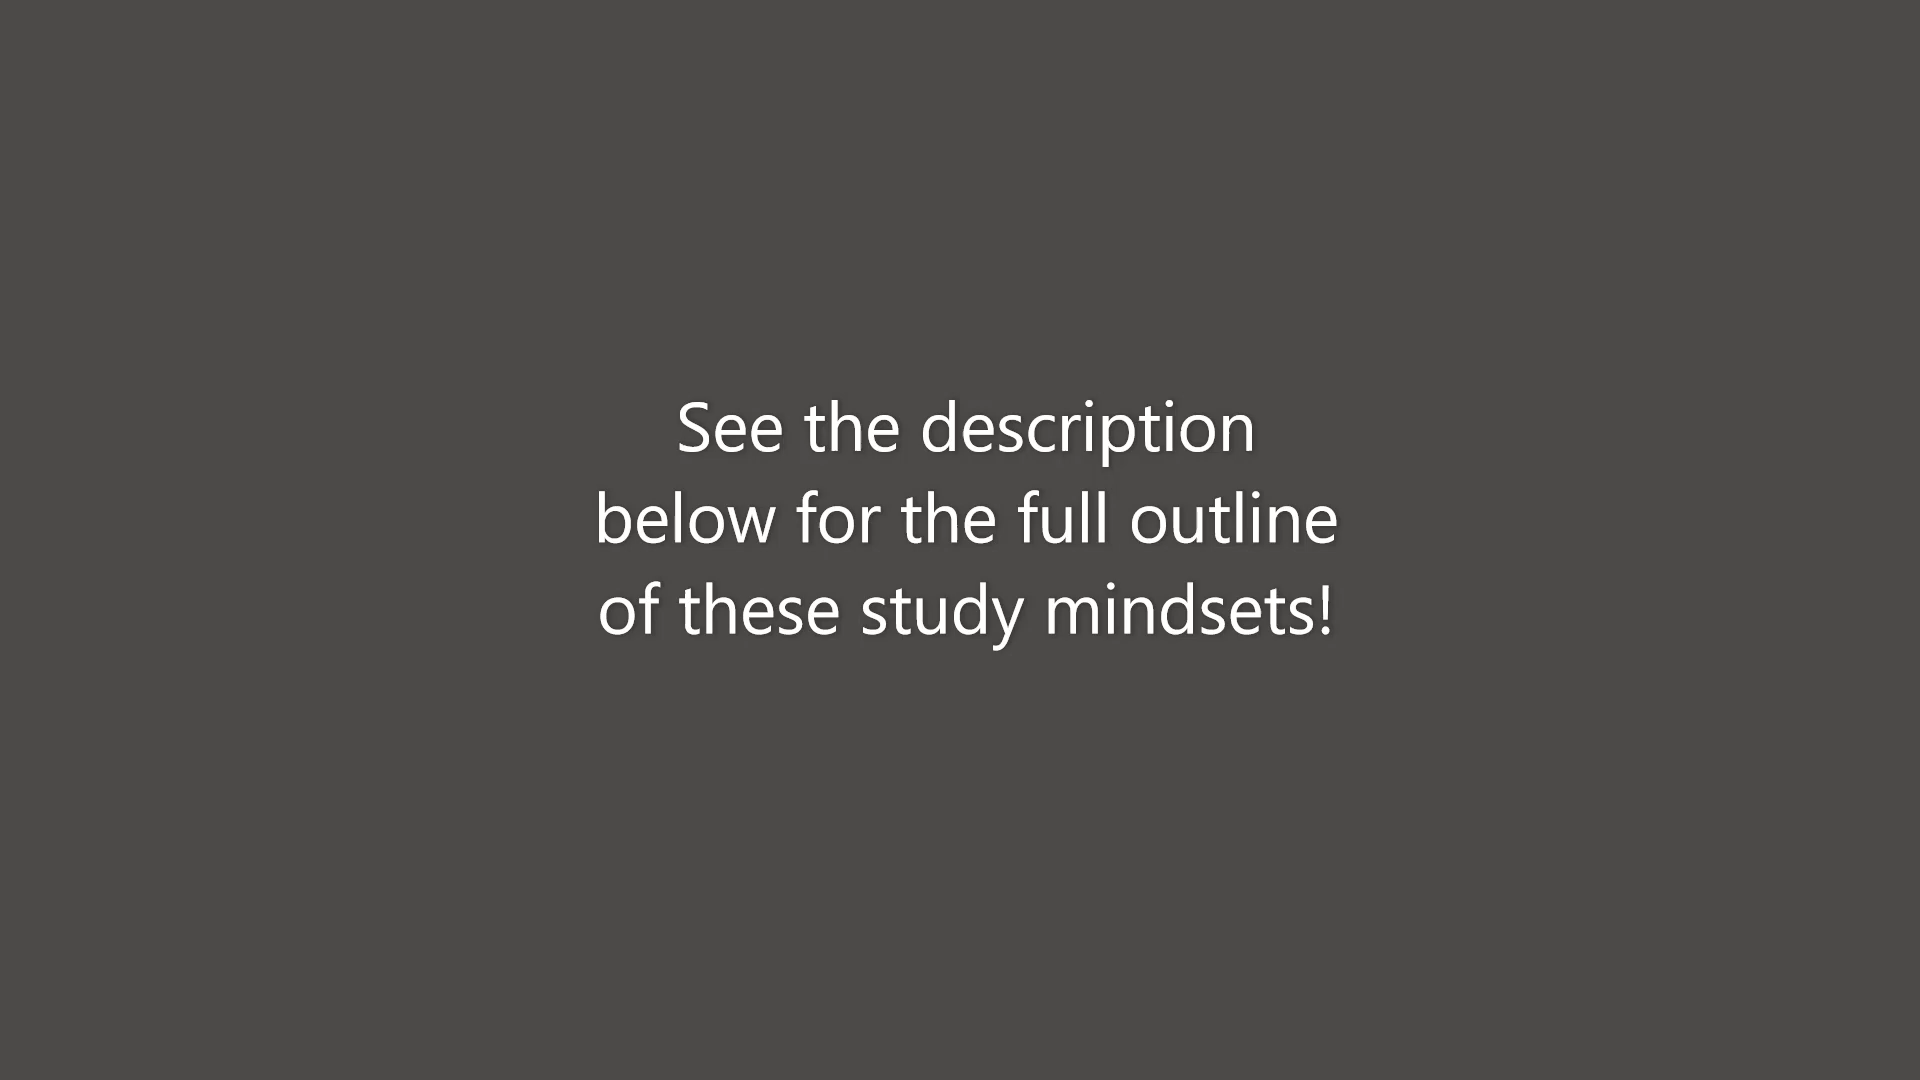 See the description
below for the full outline
of these study mindsets!